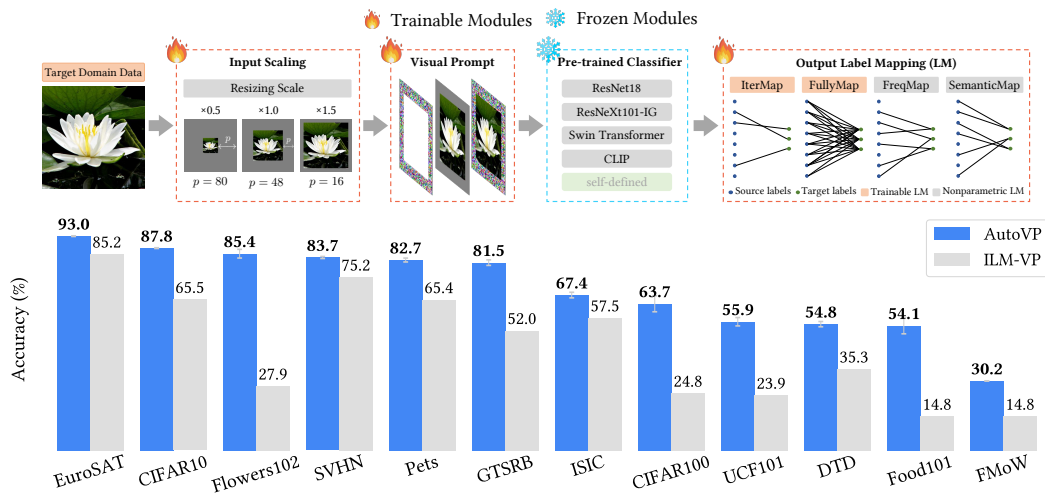 Trainable Modules
Frozen Modules
Target Domain Data
Input Scaling
Resizing Scale
×0.5 ×1.0 ×1.5
p p
p = 80 p = 48 p = 16
Visual Prompt
Pre-trained Classifier
ResNet18
ResNeXt101-IG
Swin Transformer
CLIP
self-defined
Output Label Mapping (LM)
IterMap FullyMap FreqMap SemanticMap
Source labels Target labels Trainable LM Nonparametric LM
AutoVP
ILM-VP
Accuracy (%)
93.0 85.2
87.8 65.5
85.4 27.9
83.7 75.2
82.7 65.4
81.5 52.0
67.4 57.5
63.7 24.8
55.9 23.9
54.8 35.3
54.1 14.8
30.2 14.8
EuroSAT CIFAR10 Flowers102 SVHN Pets GTSRB ISIC CIFAR100 UCF101 DTD Food101 FMoW